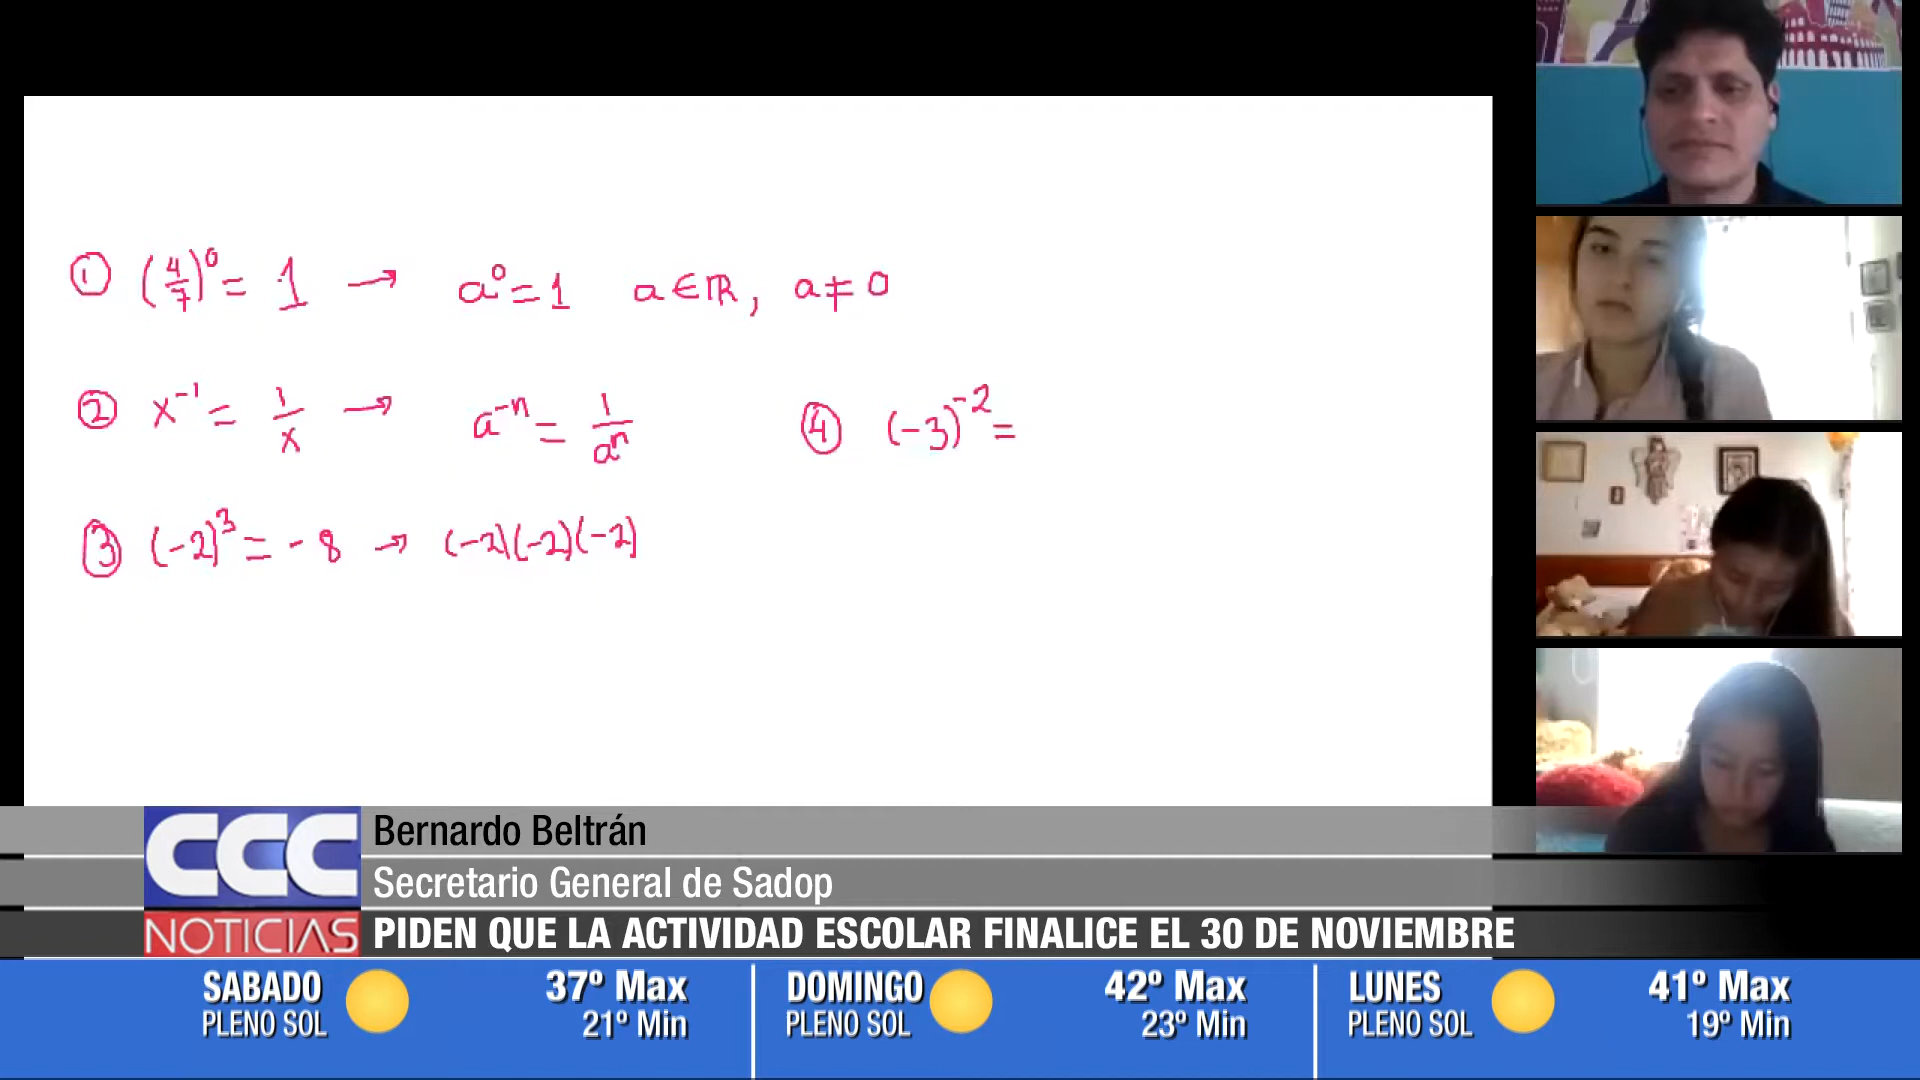 ① (4/7)⁰ = 1 → a⁰ = 1 a ∈ ℝ, a ≠ 0
② x⁻¹ = 1/x → a⁻ⁿ = 1/aⁿ
④ (-3)⁻² =
③ (-2)³ = -8 → (-2)(-2)(-2)
CCC
NOTICIAS
Bernardo Beltrán
Secretario General de Sadop
PIDEN QUE LA ACTIVIDAD ESCOLAR FINALICE EL 30 DE NOVIEMBRE
SABADO 37º Max
PLENO SOL 21º Min
DOMINGO 42º Max
PLENO SOL 23º Min
LUNES 41º Max
PLENO SOL 19º Min